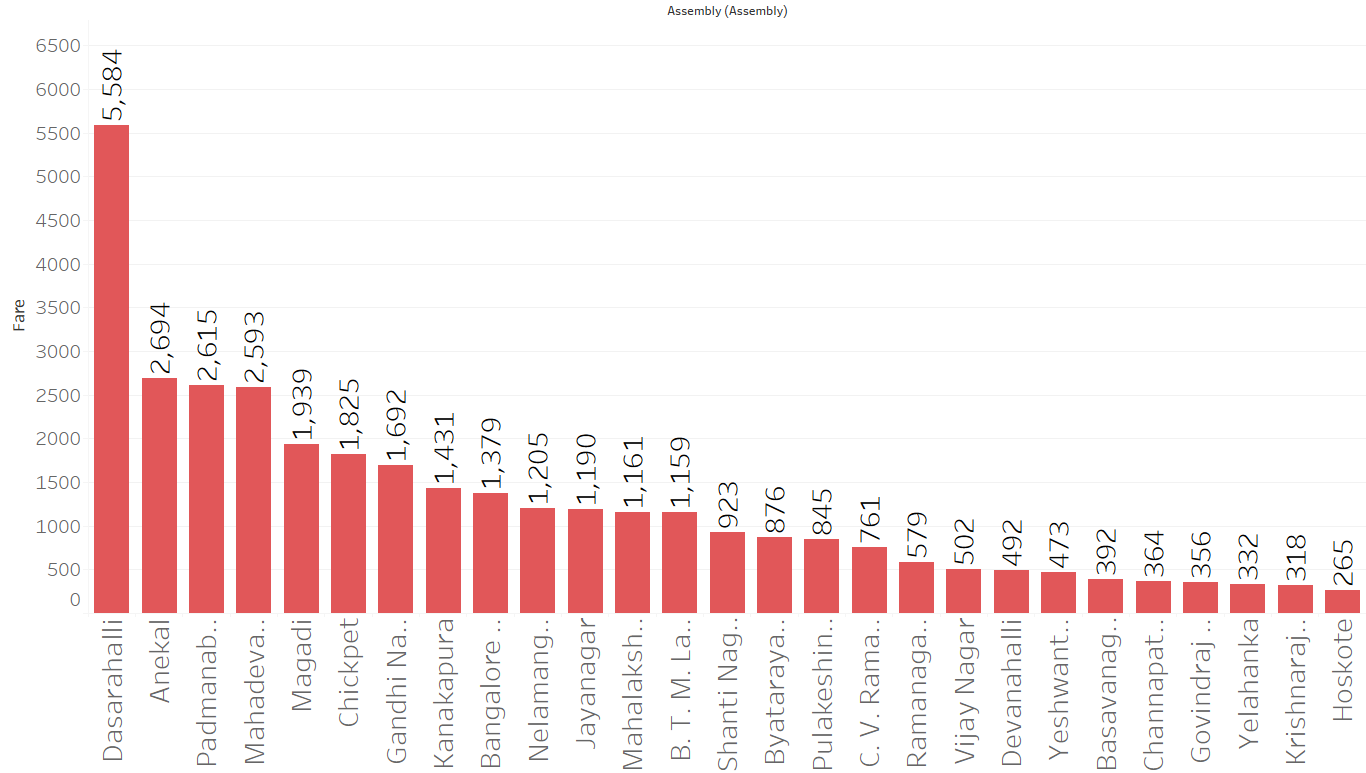 Assembly (Assembly)
Fare
6500
6000
5500
5000
4500
4000
3500
3000
2500
2000
1500
1000
500
0
5,584
2,694
2,615
2,593
1,939
1,825
1,692
1,431
1,379
1,205
1,190
1,161
1,159
923
876
845
761
579
502
492
473
392
364
356
332
318
265
Dasarahalli
Anekal
Padmanab..
Mahadeva..
Magadi
Chickpet
Gandhi Na..
Kanakapura
Bangalore ..
Nelamang..
Jayanagar
Mahalaksh..
B. T. M. La..
Shanti Nag..
Byataraya..
Pulakeshin..
C. V. Rama..
Ramanaga..
Vijay Nagar
Devanahalli
Yeshwant..
Basavanag..
Channapat..
Govindraj ..
Yelahanka
Krishnaraj..
Hoskote